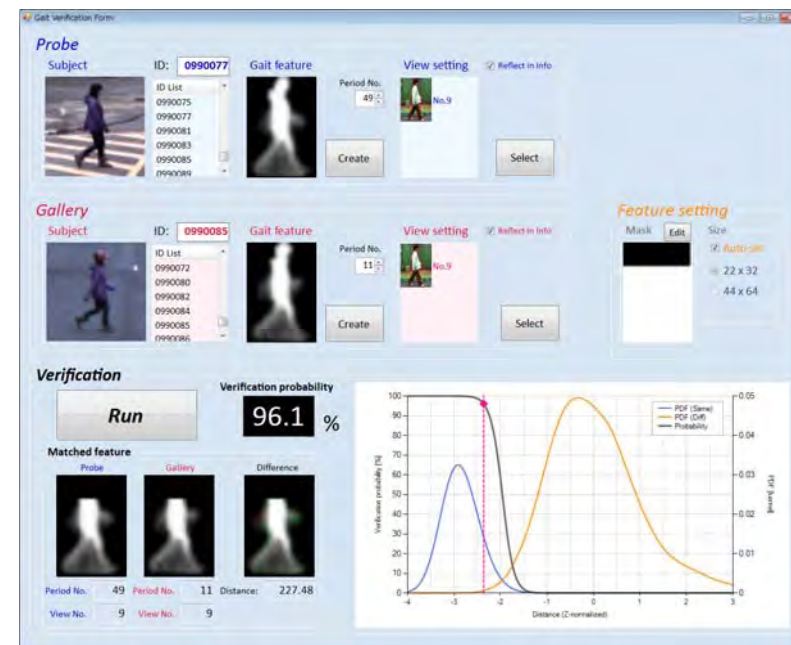 Gait Verification Form
Probe
Subject ID: 0990077 Gait feature View setting Reflect in Info
ID List
0990075
0990077
0990081
0990083
0990085
0990089
Period No.
49
No.9
Create
Select
Gallery
Subject ID: 0990085 Gait feature View setting Reflect in Info
ID List
0990072
0990080
0990082
0990084
0990085
0990086
Period No.
11
No.9
Create
Select
Feature setting
Mask Edit Size
Auto-set
22 x 32
44 x 64
Verification
Run
Verification probability
96.1 %
Matched feature
Probe Gallery Difference
Period No. 49 Period No. 11 Distance: 227.48
View No. 9 View No. 9
Verification probability [%]
100
90
80
70
60
50
40
30
20
10
0
PDF (Same)
PDF (Diff)
Probability
0.05
0.04
0.03
0.02
0.01
0
PDF [kernel]
-4 -3 -2 -1 0 1 2 3
Distance (Z-normalized)